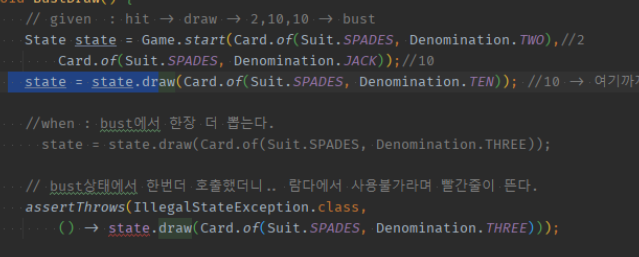 // given : hit -> draw -> 2,10,10 -> bust
State state = Game.start(Card.of(Suit.SPADES, Denomination.TWO),//2
Card.of(Suit.SPADES, Denomination.JACK));//10
state = state.draw(Card.of(Suit.SPADES, Denomination.TEN)); //10 -> 여기까지
//when : bust에서 한장 더 뽑는다.
state = state.draw(Card.of(Suit.SPADES, Denomination.THREE));
// bust상태에서 한번더 호출했더니.. 람다에서 사용불가라며 빨간줄이 뜬다.
assertThrows(IllegalStateException.class,
() -> state.draw(Card.of(Suit.SPADES, Denomination.THREE)));